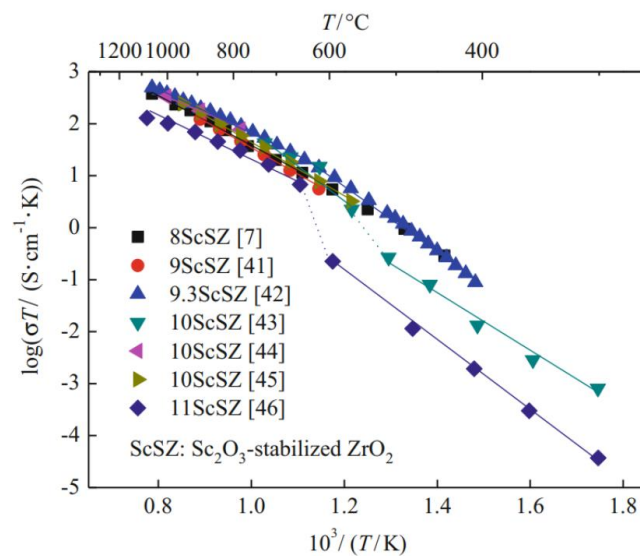 T/°C
1200 1000 800 600 400
3
2
1
0
-1
-2
-3
-4
-5
log(σT/ (S·cm⁻¹·K)
8ScSZ [7]
9ScSZ [41]
9.3ScSZ [42]
10ScSZ [43]
10ScSZ [44]
10ScSZ [45]
11ScSZ [46]
ScSZ: Sc₂O₃-stabilized ZrO₂
0.8 1.0 1.2 1.4 1.6 1.8
10³/ (T/K)